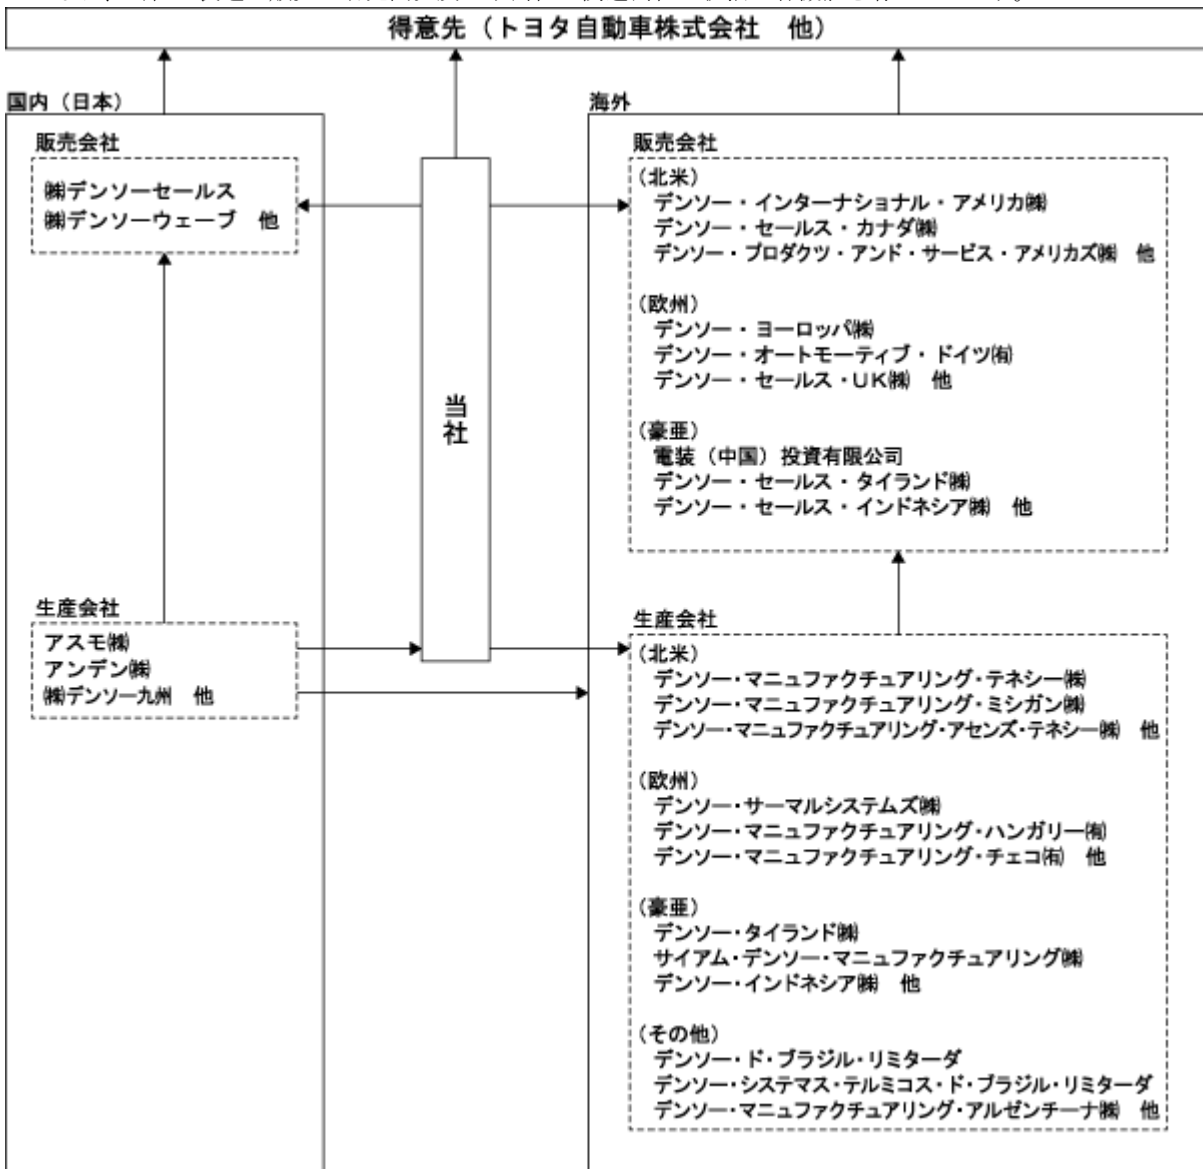 得意先（トヨタ自動車株式会社　他）
国内（日本）
販売会社
㈱デンソーセールス
㈱デンソーウェーブ　他
生産会社
アスモ㈱
アンデン㈱
㈱デンソー九州　他
当社
海外
販売会社
（北米）
デンソー・インターナショナル・アメリカ㈱
デンソー・セールス・カナダ㈱
デンソー・プロダクツ・アンド・サービス・アメリカズ㈱　他
（欧州）
デンソー・ヨーロッパ㈱
デンソー・オートモーティブ・ドイツ㈲
デンソー・セールス・ＵＫ㈱　他
（豪亜）
電装（中国）投資有限公司
デンソー・セールス・タイランド㈱
デンソー・セールス・インドネシア㈱　他
生産会社
（北米）
デンソー・マニュファクチュアリング・テネシー㈱
デンソー・マニュファクチュアリング・ミシガン㈱
デンソー・マニュファクチュアリング・アセンズ・テネシー㈱　他
（欧州）
デンソー・サーマルシステムズ㈱
デンソー・マニュファクチュアリング・ハンガリー㈲
デンソー・マニュファクチュアリング・チェコ㈲　他
（豪亜）
デンソー・タイランド㈱
サイアム・デンソー・マニュファクチュアリング㈱
デンソー・インドネシア㈱　他
（その他）
デンソー・ド・ブラジル・リミターダ
デンソー・システマス・テルミコス・ド・ブラジル・リミターダ
デンソー・マニュファクチュアリング・アルゼンチーナ㈱　他